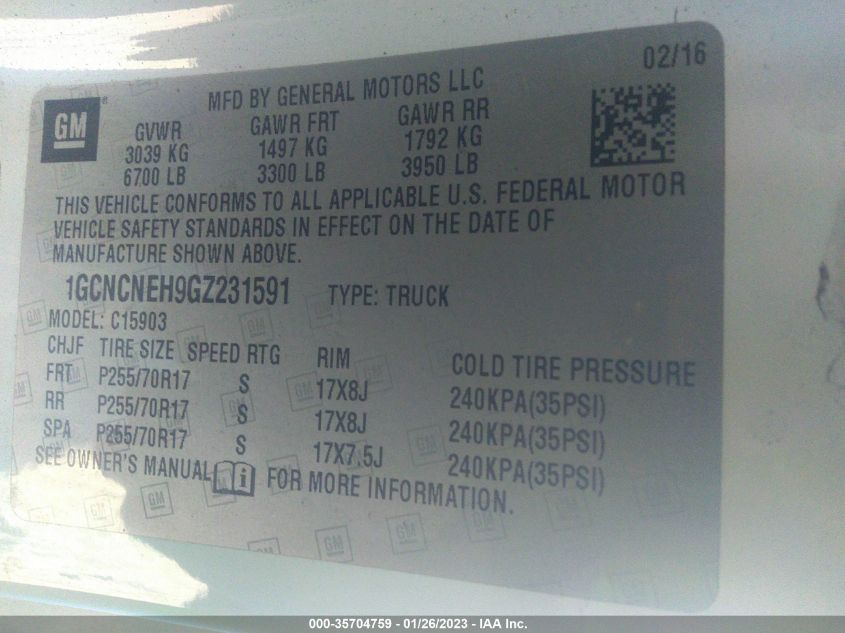 02/16
MFD BY GENERAL MOTORS LLC
GM
GVWR GAWR FRT GAWR RR
3039 KG 1497 KG 1792 KG
6700 LB 3300 LB 3950 LB
THIS VEHICLE CONFORMS TO ALL APPLICABLE U.S. FEDERAL MOTOR
VEHICLE SAFETY STANDARDS IN EFFECT ON THE DATE OF
MANUFACTURE SHOWN ABOVE.
1GCNCNEH9GZ231591 TYPE: TRUCK
MODEL: C15903
CHJF TIRE SIZE SPEED RTG RIM COLD TIRE PRESSURE
FRT P255/70R17 S 17X8J 240KPA(35PSI)
RR P255/70R17 S 17X8J 240KPA(35PSI)
SPA P255/70R17 S 17X7.5J 240KPA(35PSI)
SEE OWNER'S MANUAL FOR MORE INFORMATION.
000-35704759 - 01/26/2023 - IAA Inc.